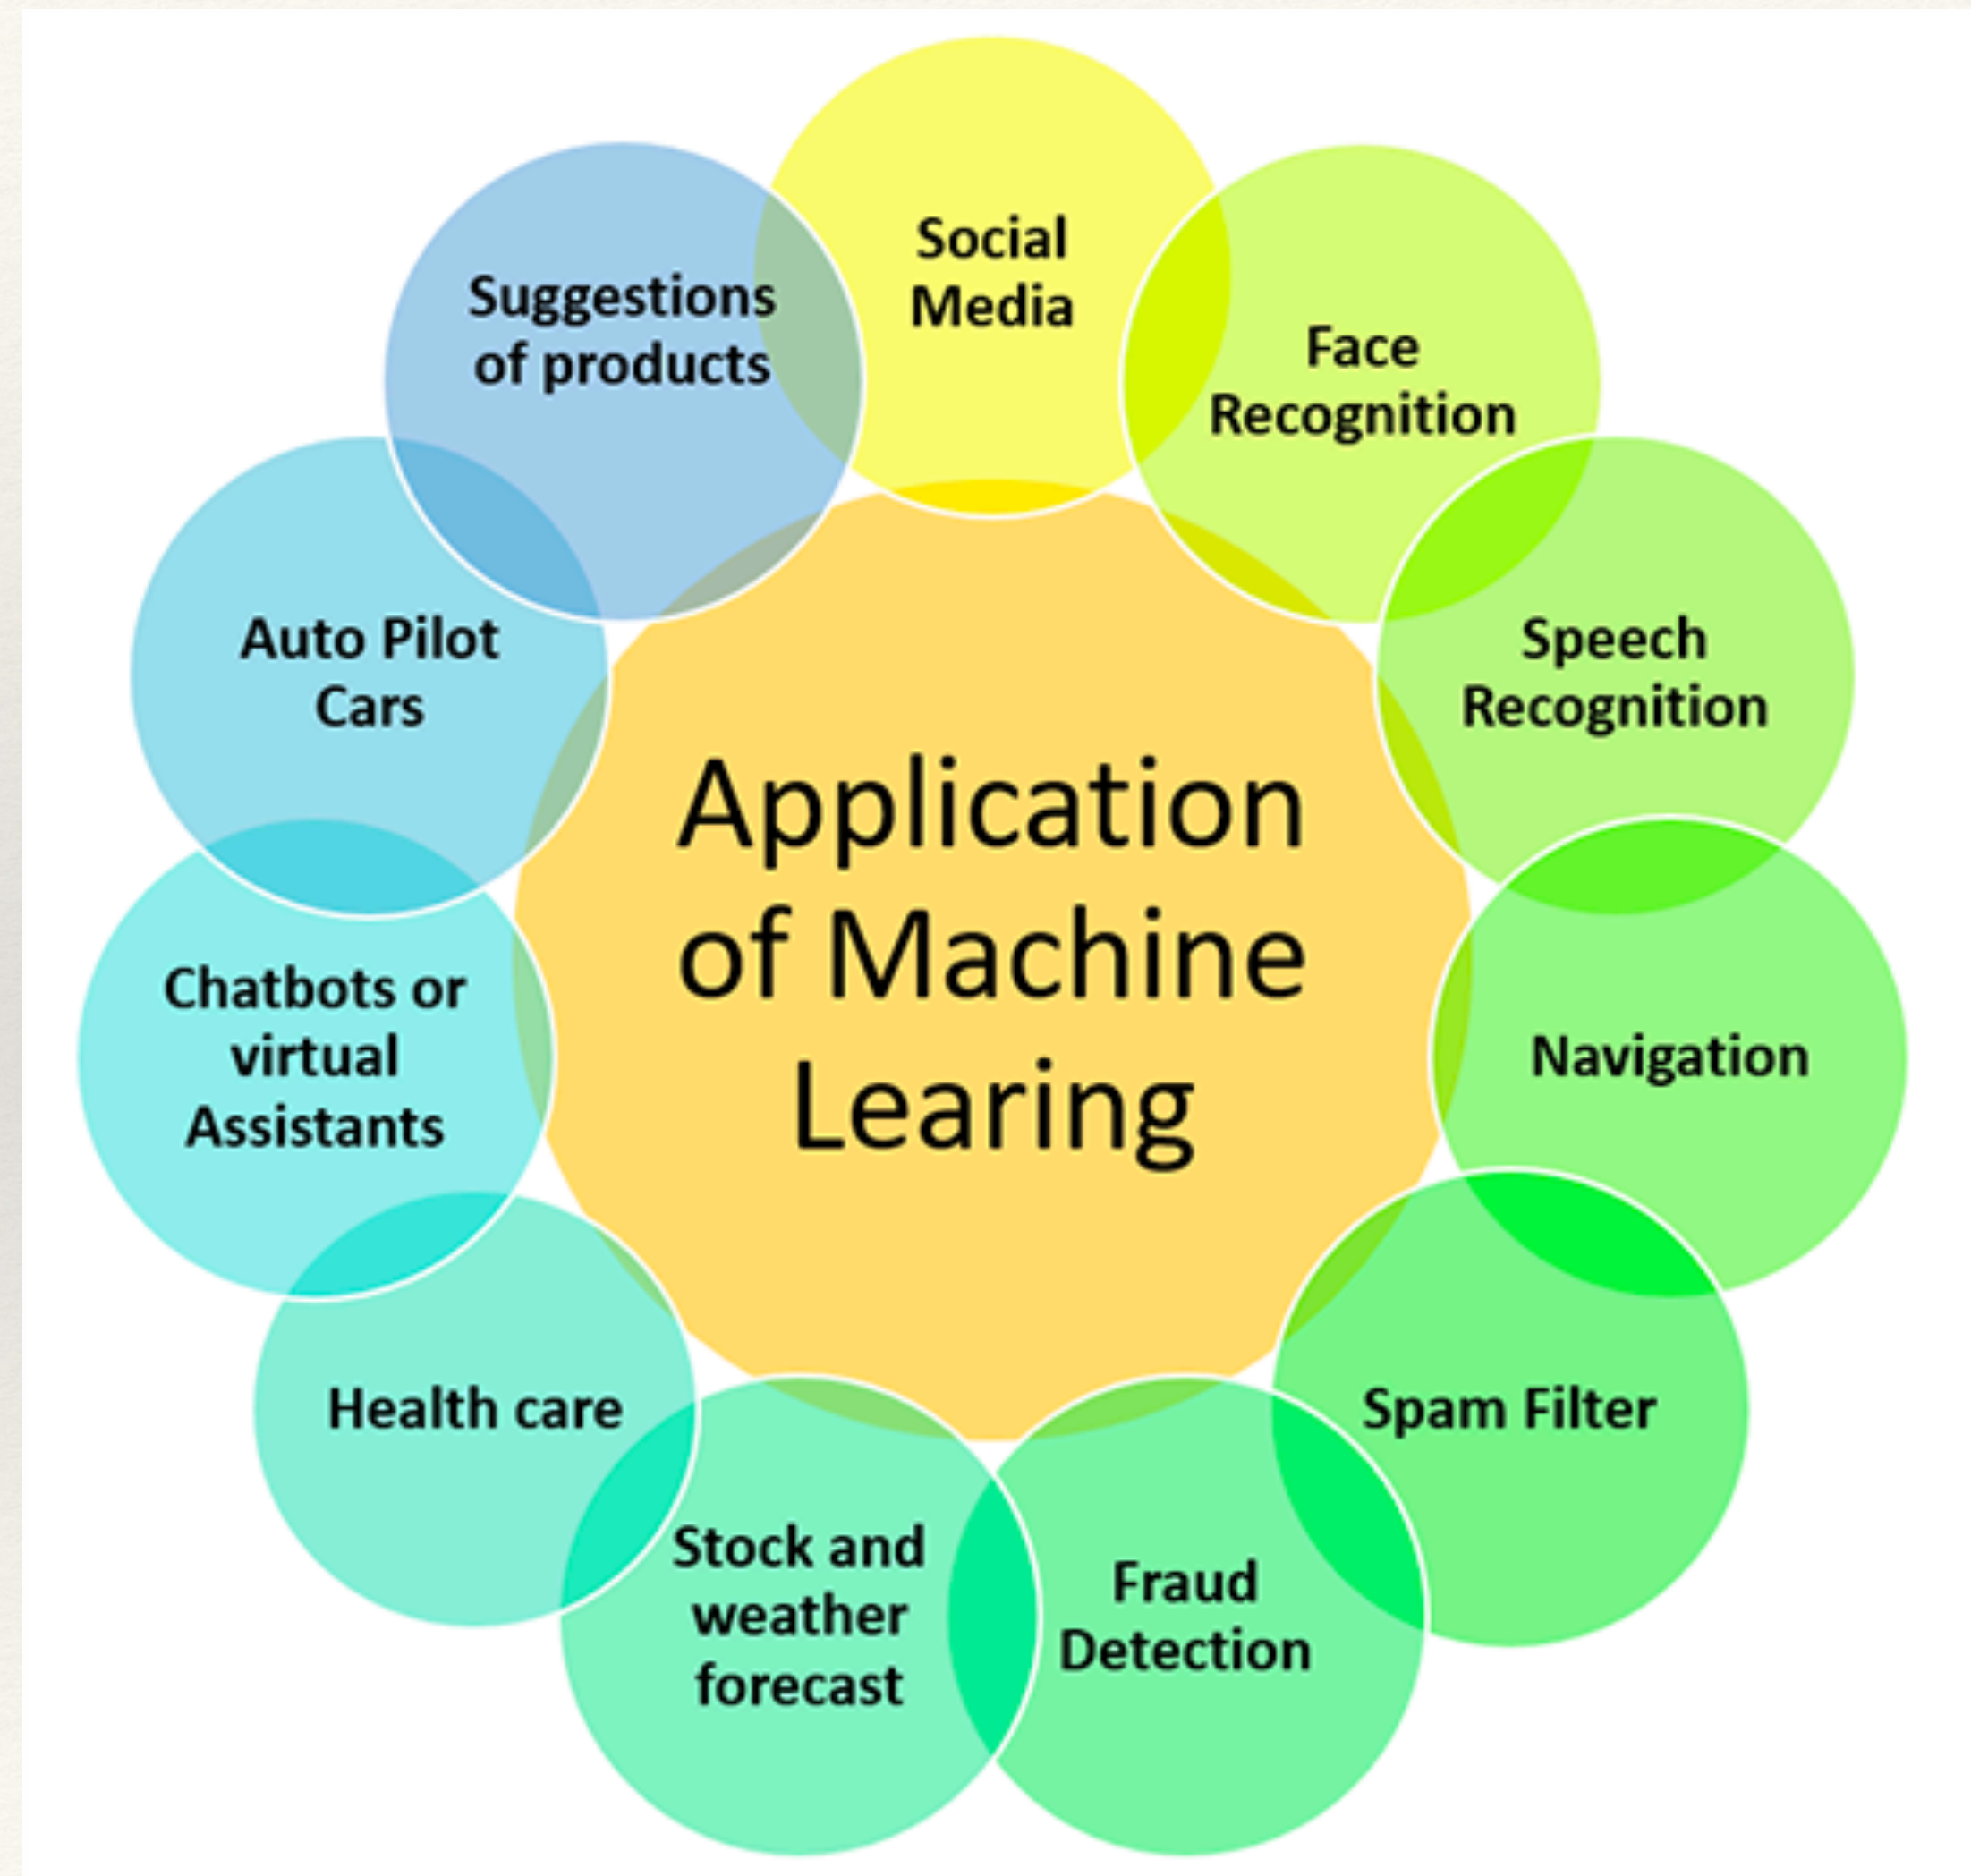 Social
Media
Face
Recognition
Speech
Recognition
Navigation
Spam Filter
Fraud
Detection
Stock and
weather
forecast
Health care
Chatbots or
virtual
Assistants
Auto Pilot
Cars
Suggestions
of products
Application
of Machine
Learing